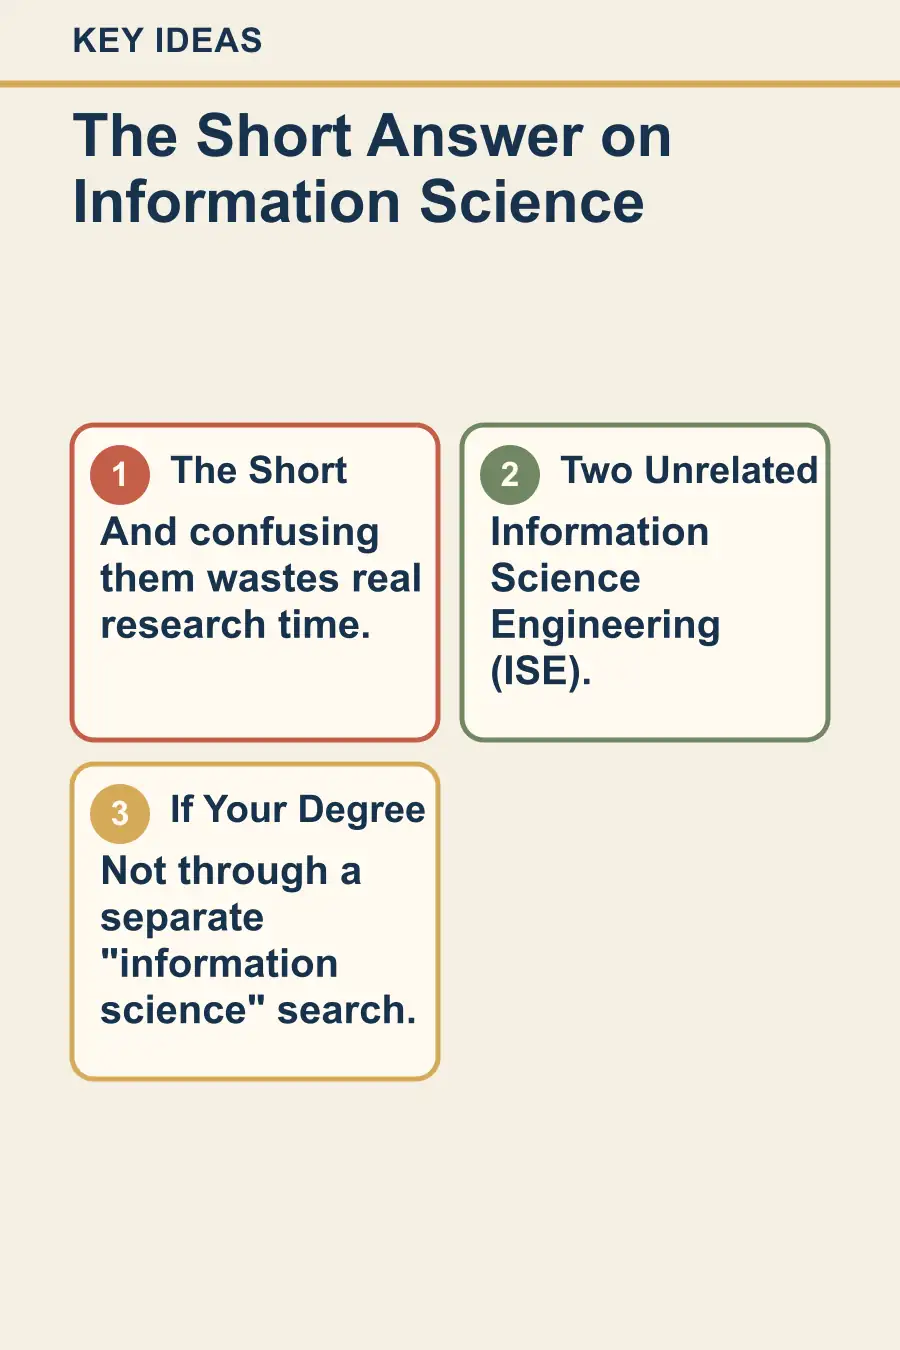 KEY IDEAS
The Short Answer on
Information Science
1 The Short
And confusing
them wastes real
research time.
2 Two Unrelated
Information
Science
Engineering
(ISE).
3 If Your Degree
Not through a
separate
"information
science" search.